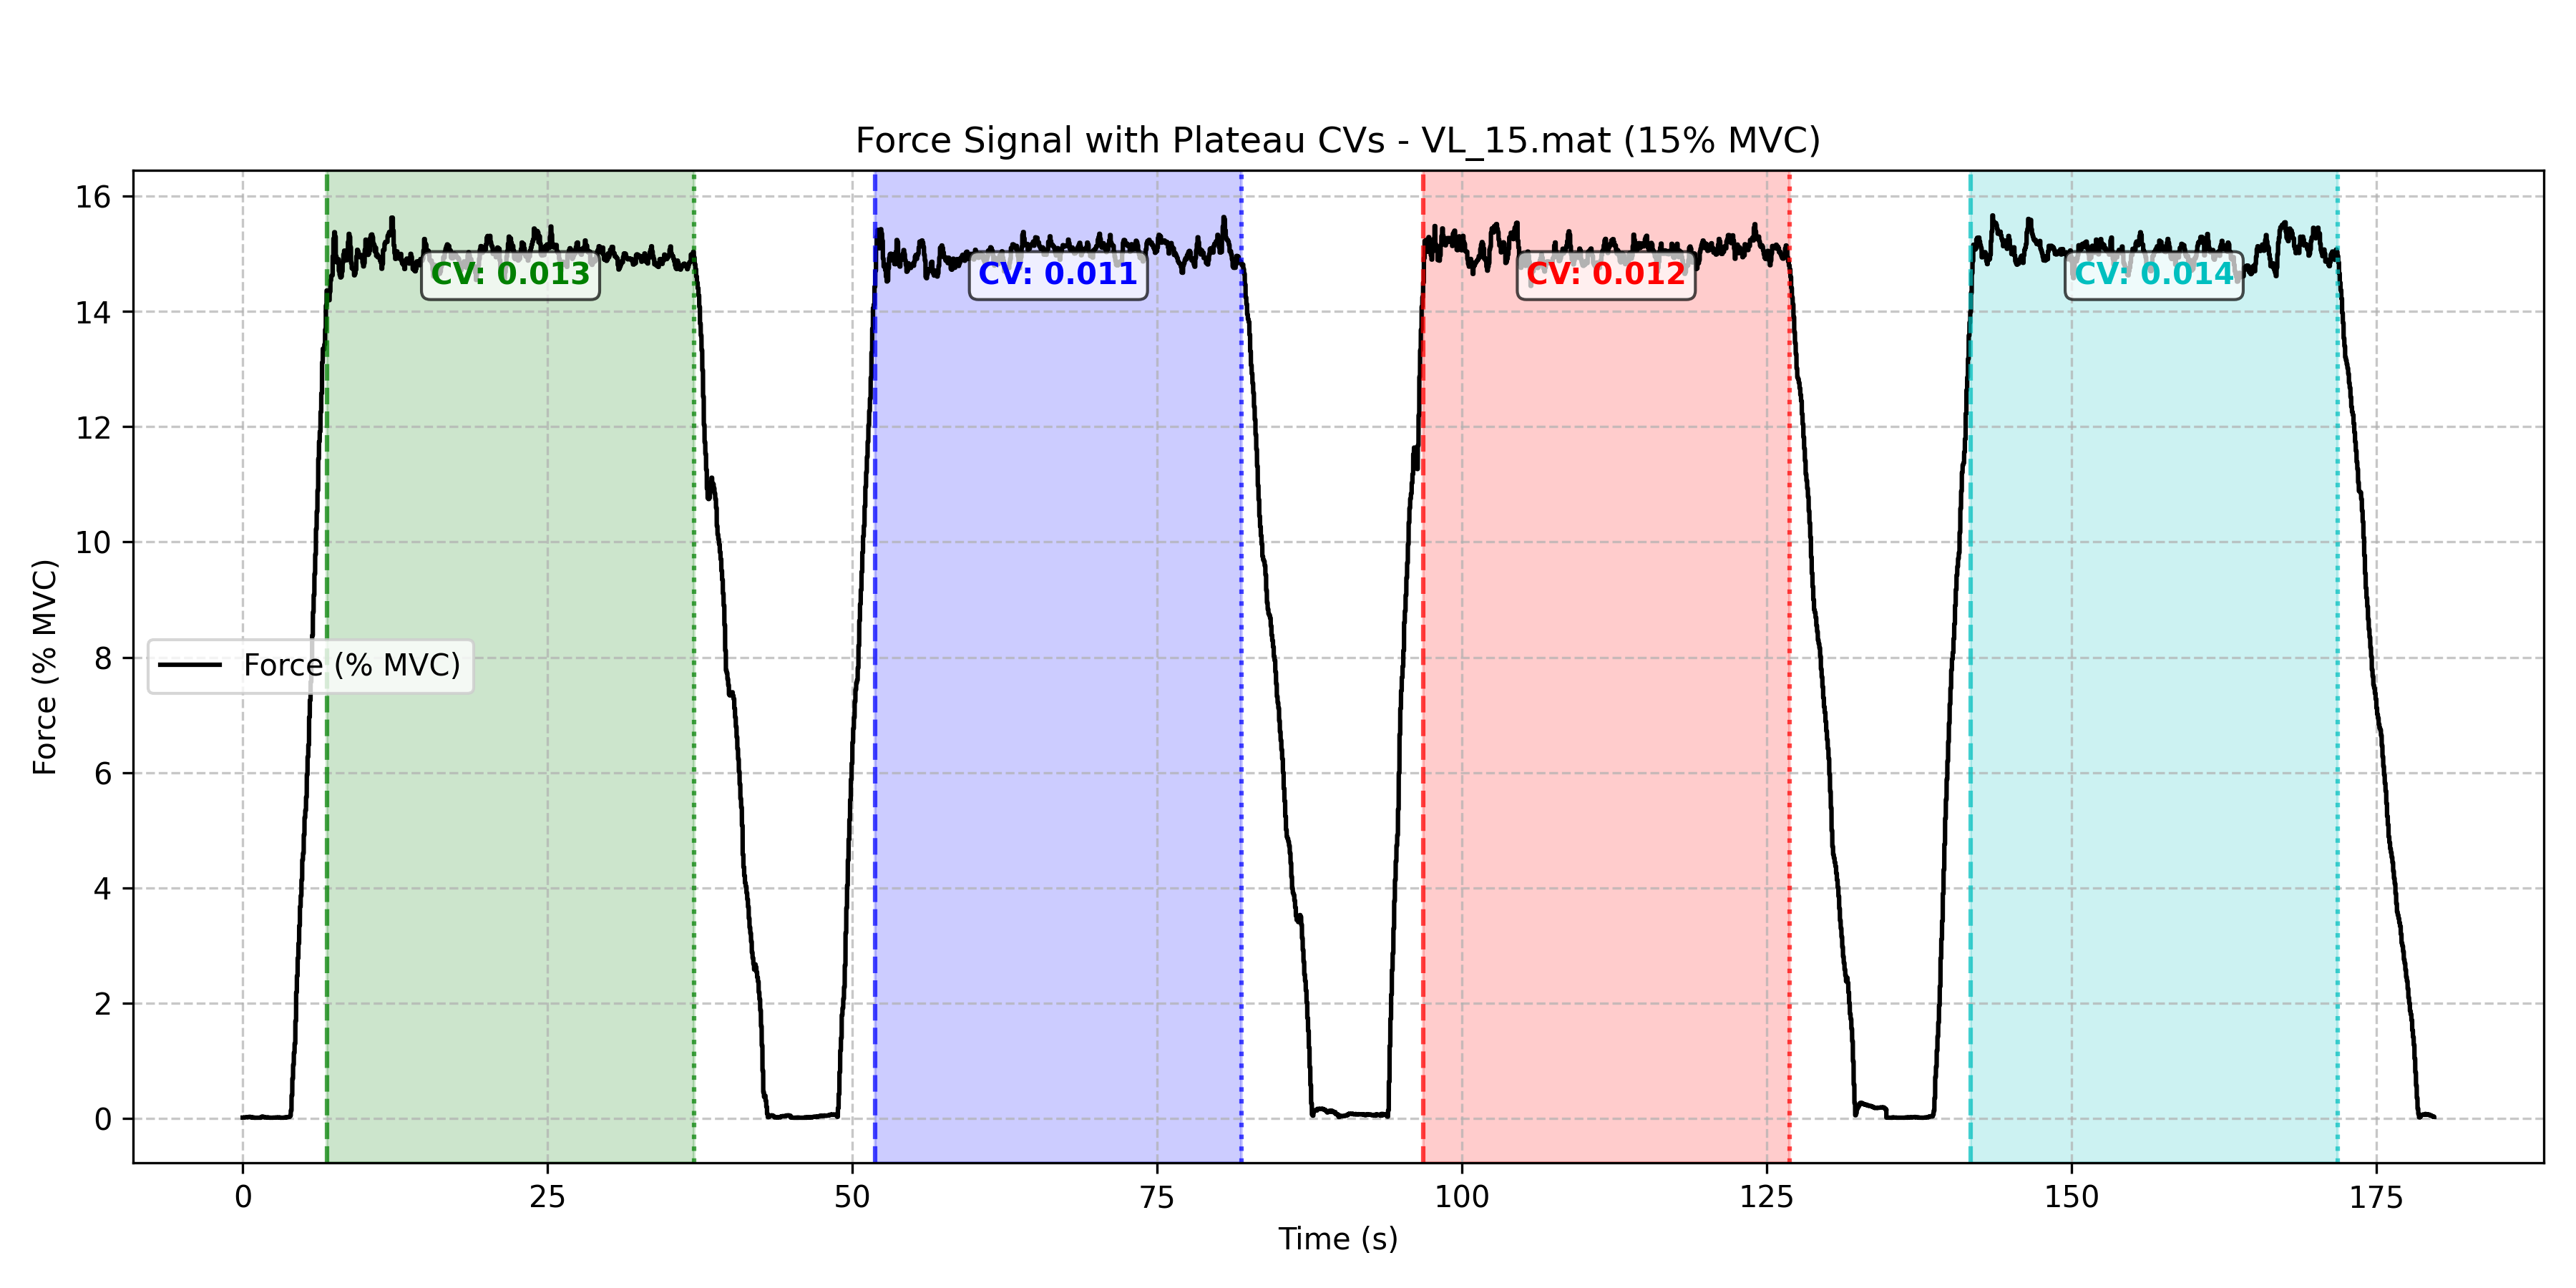 Force Signal with Plateau CVs - VL_15.mat (15% MVC)
16
14
12
10
8
6
4
2
0
Force (% MVC)
CV: 0.013
CV: 0.011
CV: 0.012
CV: 0.014
Force (% MVC)
0
25
50
75
100
125
150
175
Time (s)